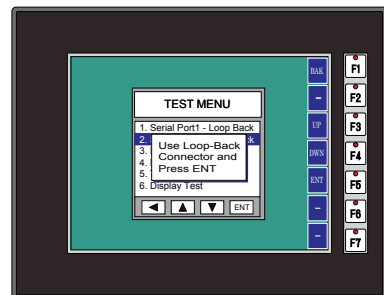 TEST MENU
1. Serial Port1 - Loop Back
2.
3.
4.
5.
6. Display Test
Use Loop-Back
Connector and
Press ENT
ENT
BAK
–
UP
DWN
ENT
–
–
F1
F2
F3
F4
F5
F6
F7